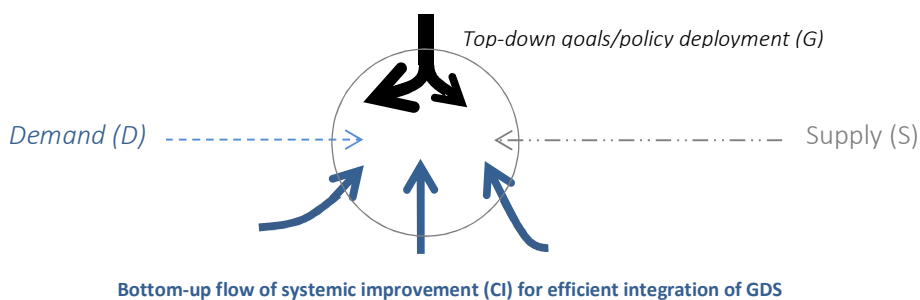 Top-down goals/policy deployment (G)
Demand (D)
Supply (S)
Bottom-up flow of systemic improvement (CI) for efficient integration of GDS